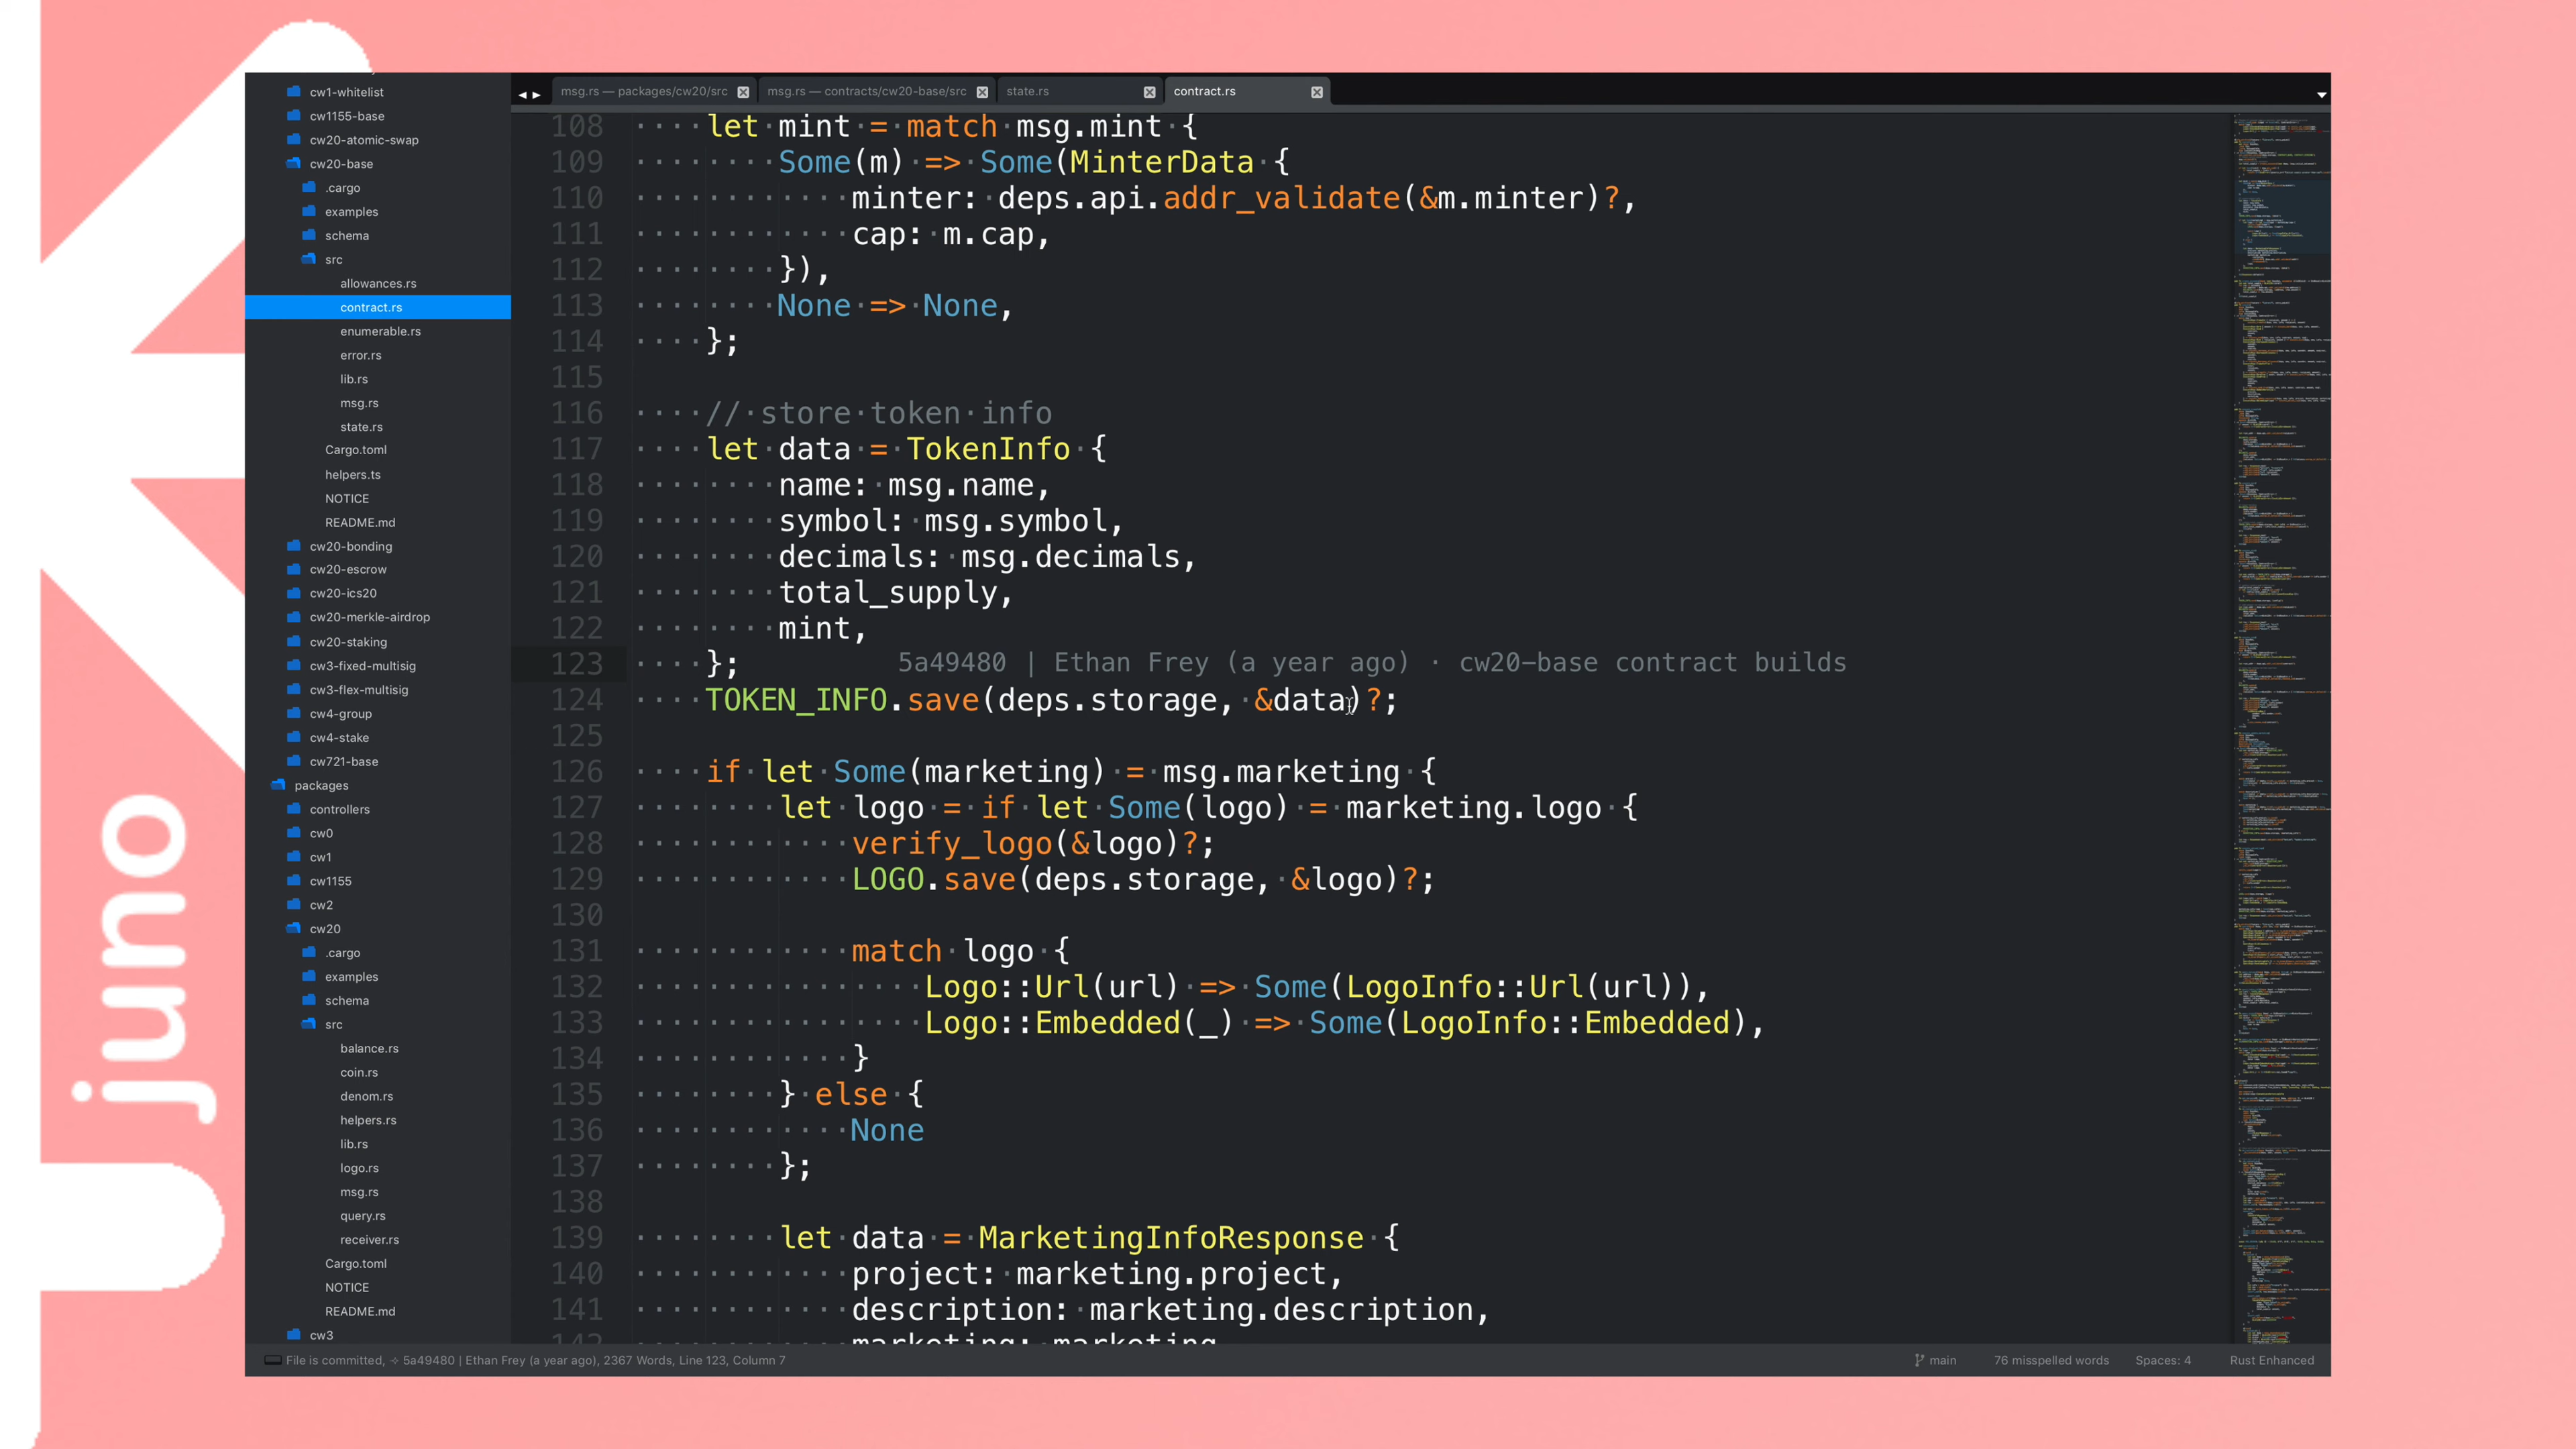 juno
cw1-whitelist
cw1155-base
cw20-atomic-swap
cw20-base
.cargo
examples
schema
src
allowances.rs
contract.rs
enumerable.rs
error.rs
lib.rs
msg.rs
state.rs
Cargo.toml
helpers.ts
NOTICE
README.md
cw20-bonding
cw20-escrow
cw20-ics20
cw20-merkle-airdrop
cw20-staking
cw3-fixed-multisig
cw3-flex-multisig
cw4-group
cw4-stake
cw721-base
packages
controllers
cw0
cw1
cw1155
cw2
cw20
.cargo
examples
schema
src
balance.rs
coin.rs
denom.rs
helpers.rs
lib.rs
logo.rs
msg.rs
query.rs
receiver.rs
Cargo.toml
NOTICE
README.md
cw3
msg.rs — packages/cw20/src
msg.rs — contracts/cw20-base/src
state.rs
contract.rs
108 let mint = match msg.mint {
109 Some(m) => Some(MinterData {
110 minter: deps.api.addr_validate(&m.minter)?,
111 cap: m.cap,
112 }),
113 None => None,
114 };
115
116 // store token info
117 let data = TokenInfo {
118 name: msg.name,
119 symbol: msg.symbol,
120 decimals: msg.decimals,
121 total_supply,
122 mint,
123 }; 5a49480 | Ethan Frey (a year ago) · cw20-base contract builds
124 TOKEN_INFO.save(deps.storage, &data)?;
125
126 if let Some(marketing) = msg.marketing {
127 let logo = if let Some(logo) = marketing.logo {
128 verify_logo(&logo)?;
129 LOGO.save(deps.storage, &logo)?;
130
131 match logo {
132 Logo::Url(url) => Some(LogoInfo::Url(url)),
133 Logo::Embedded(_) => Some(LogoInfo::Embedded),
134 }
135 } else {
136 None
137 };
138
139 let data = MarketingInfoResponse {
140 project: marketing.project,
141 description: marketing.description,
142 marketing: marketing
File is committed, ✧ 5a49480 | Ethan Frey (a year ago), 2367 Words, Line 123, Column 7
main
76 misspelled words
Spaces: 4
Rust Enhanced